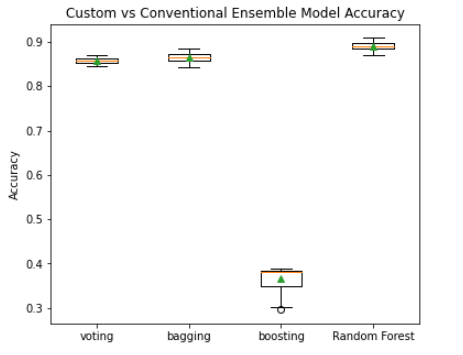 Custom vs Conventional Ensemble Model Accuracy
0.9
0.8
0.7
0.6
0.5
0.4
0.3
Accuracy
voting bagging boosting Random Forest